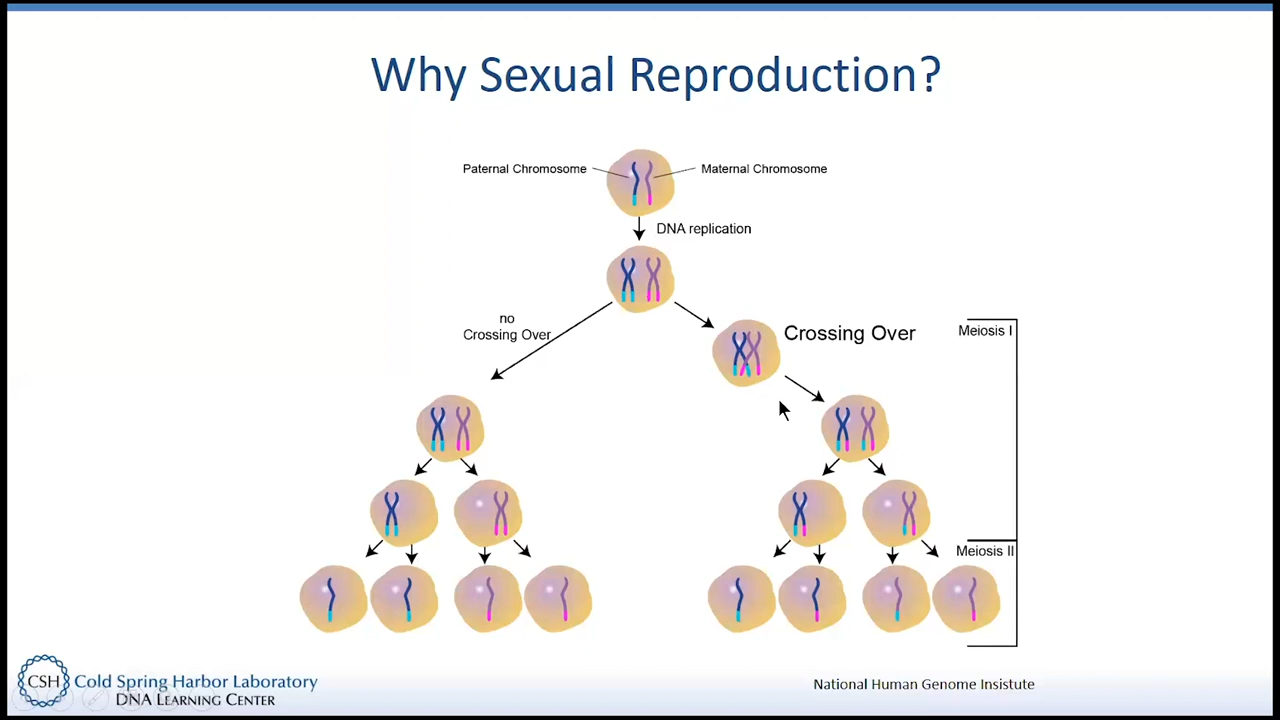 Why Sexual Reproduction?
Paternal Chromosome
Maternal Chromosome
DNA replication
no
Crossing Over
Crossing Over
Meiosis I
Meiosis II
CSH
Cold Spring Harbor Laboratory
DNA LEARNING CENTER
National Human Genome Insistute